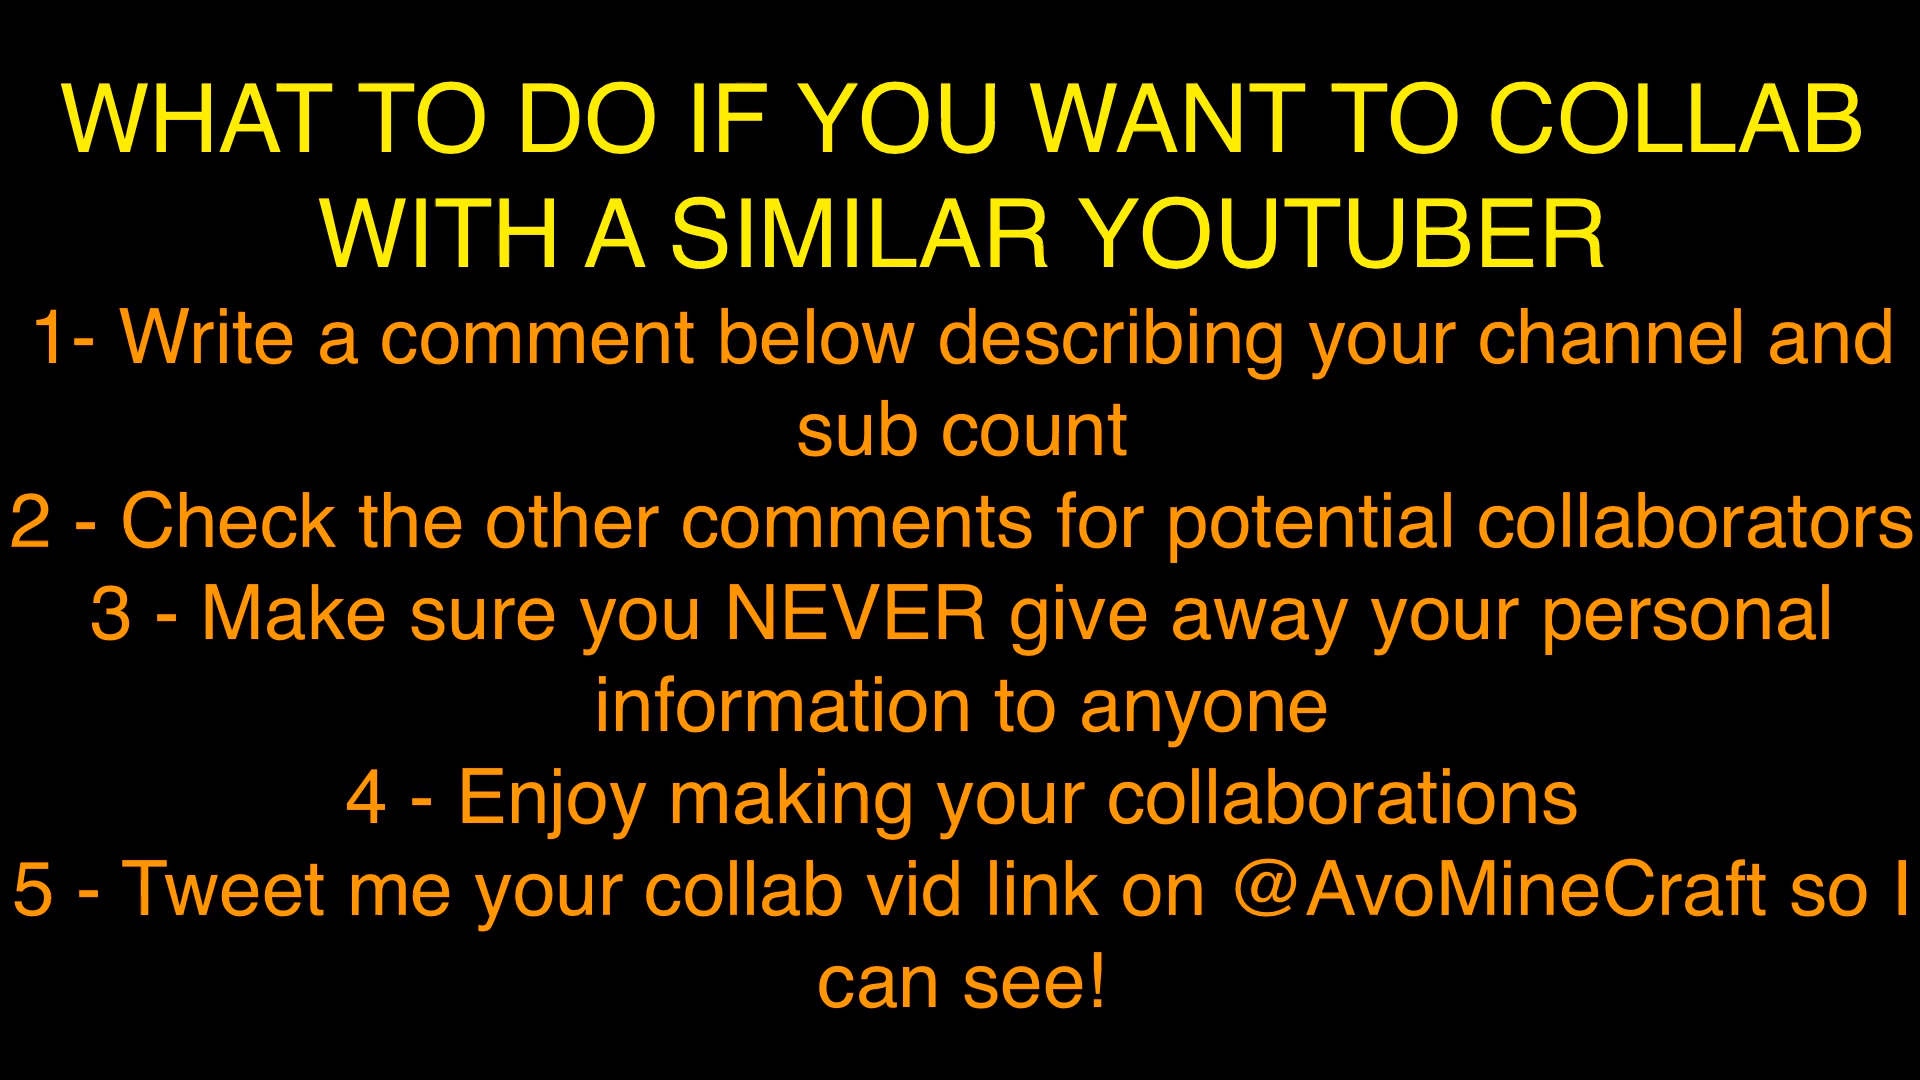 WHAT TO DO IF YOU WANT TO COLLAB
WITH A SIMILAR YOUTUBER
1- Write a comment below describing your channel and
sub count
2 - Check the other comments for potential collaborators
3 - Make sure you NEVER give away your personal
information to anyone
4 - Enjoy making your collaborations
5 - Tweet me your collab vid link on @AvoMineCraft so I
can see!